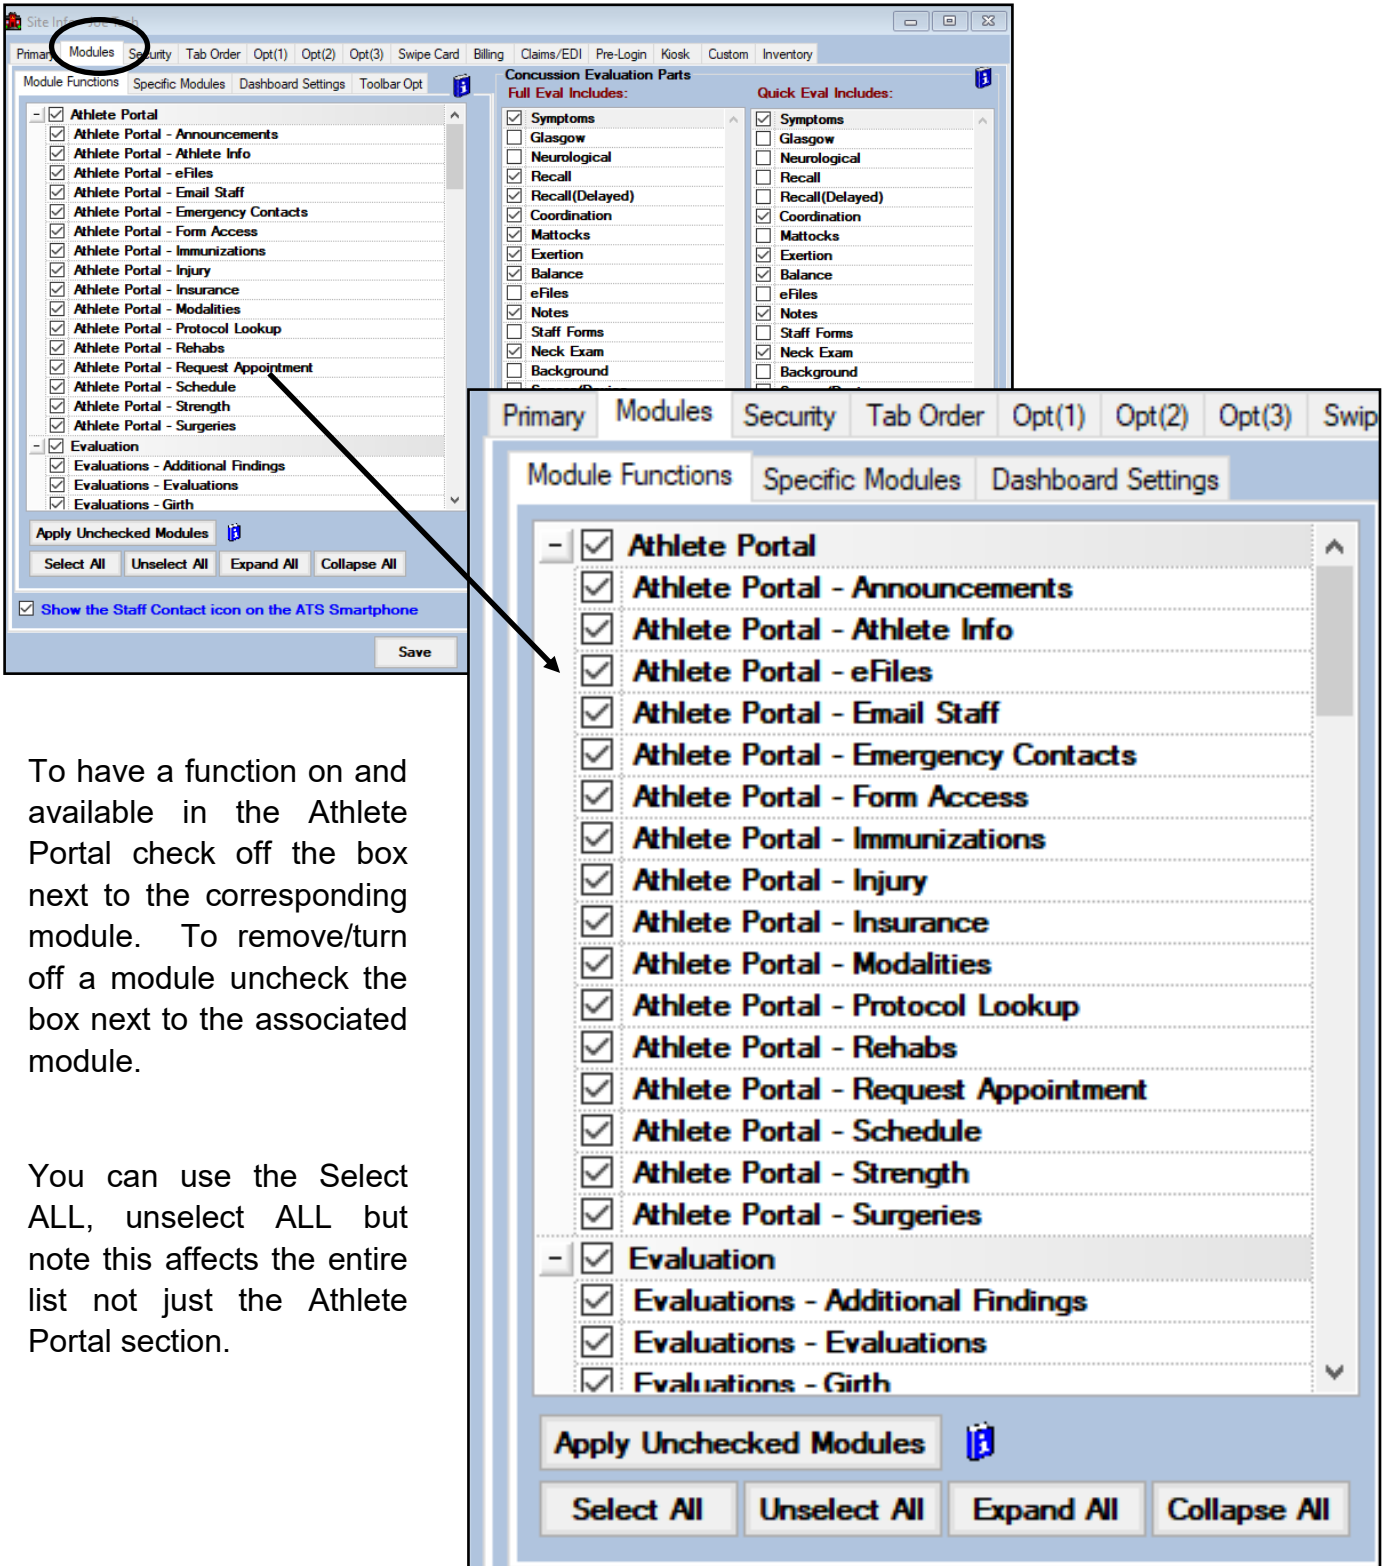 Site Info
Primary Modules Security Tab Order Opt(1) Opt(2) Opt(3) Swipe Card Billing Claims/EDI Pre-Login Kiosk Custom Inventory
Module Functions Specific Modules Dashboard Settings Toolbar Opt
Athlete Portal
Athlete Portal - Announcements
Athlete Portal - Athlete Info
Athlete Portal - eFiles
Athlete Portal - Email Staff
Athlete Portal - Emergency Contacts
Athlete Portal - Form Access
Athlete Portal - Immunizations
Athlete Portal - Injury
Athlete Portal - Insurance
Athlete Portal - Modalities
Athlete Portal - Protocol Lookup
Athlete Portal - Rehabs
Athlete Portal - Request Appointment
Athlete Portal - Schedule
Athlete Portal - Strength
Athlete Portal - Surgeries
Evaluation
Evaluations - Additional Findings
Evaluations - Evaluations
Evaluations - Girth
Apply Unchecked Modules
Select All Unselect All Expand All Collapse All
Show the Staff Contact icon on the ATS Smartphone
Save
Concussion Evaluation Parts
Full Eval Includes:
Symptoms
Glasgow
Neurological
Recall
Recall(Delayed)
Coordination
Mattocks
Exertion
Balance
eFiles
Notes
Staff Forms
Neck Exam
Background
Quick Eval Includes:
Symptoms
Glasgow
Neurological
Recall
Recall(Delayed)
Coordination
Mattocks
Exertion
Balance
eFiles
Notes
Staff Forms
Neck Exam
Background
Primary Modules Security Tab Order Opt(1) Opt(2) Opt(3) Swip
Module Functions Specific Modules Dashboard Settings
Athlete Portal
Athlete Portal - Announcements
Athlete Portal - Athlete Info
Athlete Portal - eFiles
Athlete Portal - Email Staff
Athlete Portal - Emergency Contacts
Athlete Portal - Form Access
Athlete Portal - Immunizations
Athlete Portal - Injury
Athlete Portal - Insurance
Athlete Portal - Modalities
Athlete Portal - Protocol Lookup
Athlete Portal - Rehabs
Athlete Portal - Request Appointment
Athlete Portal - Schedule
Athlete Portal - Strength
Athlete Portal - Surgeries
Evaluation
Evaluations - Additional Findings
Evaluations - Evaluations
Evaluations - Girth
Apply Unchecked Modules
Select All Unselect All Expand All Collapse All
To have a function on and
available in the Athlete
Portal check off the box
next to the corresponding
module. To remove/turn
off a module uncheck the
box next to the associated
module.
You can use the Select
ALL, unselect ALL but
note this affects the entire
list not just the Athlete
Portal section.